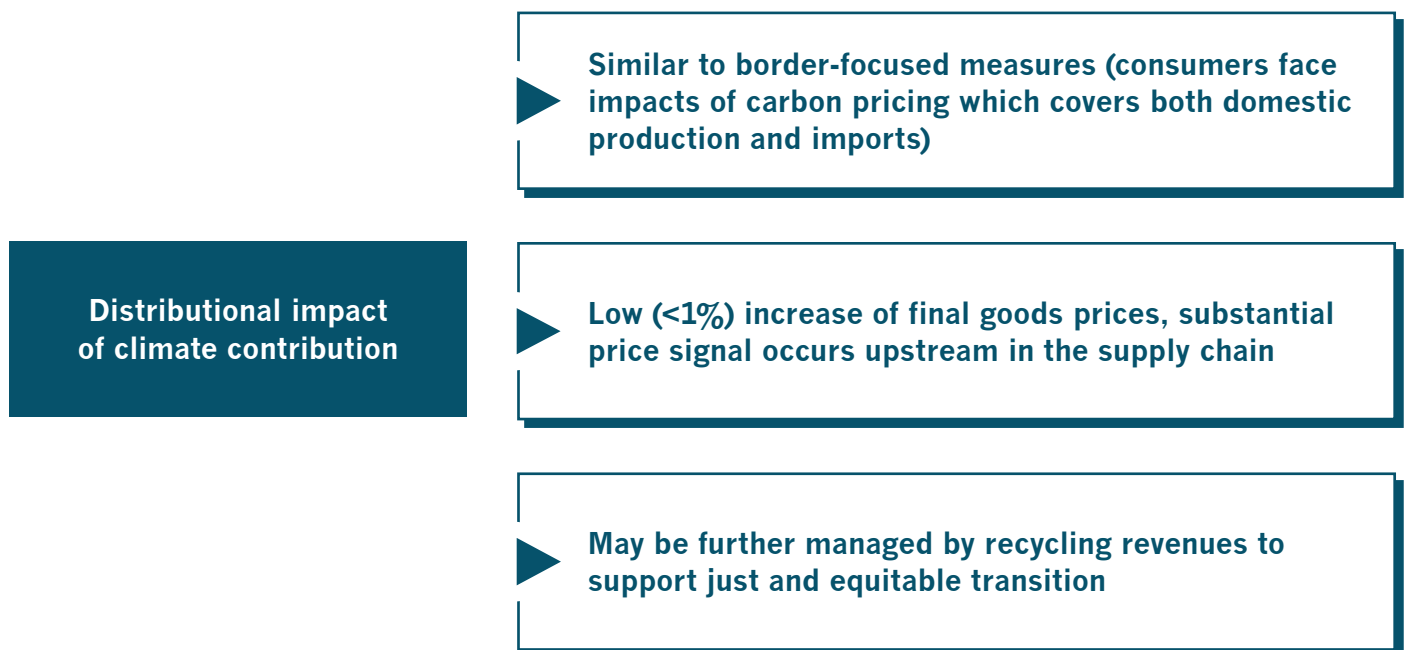 Similar to border-focused measures (consumers face
impacts of carbon pricing which covers both domestic
production and imports)
Distributional impact
of climate contribution
Low (<1%) increase of final goods prices, substantial
price signal occurs upstream in the supply chain
May be further managed by recycling revenues to
support just and equitable transition